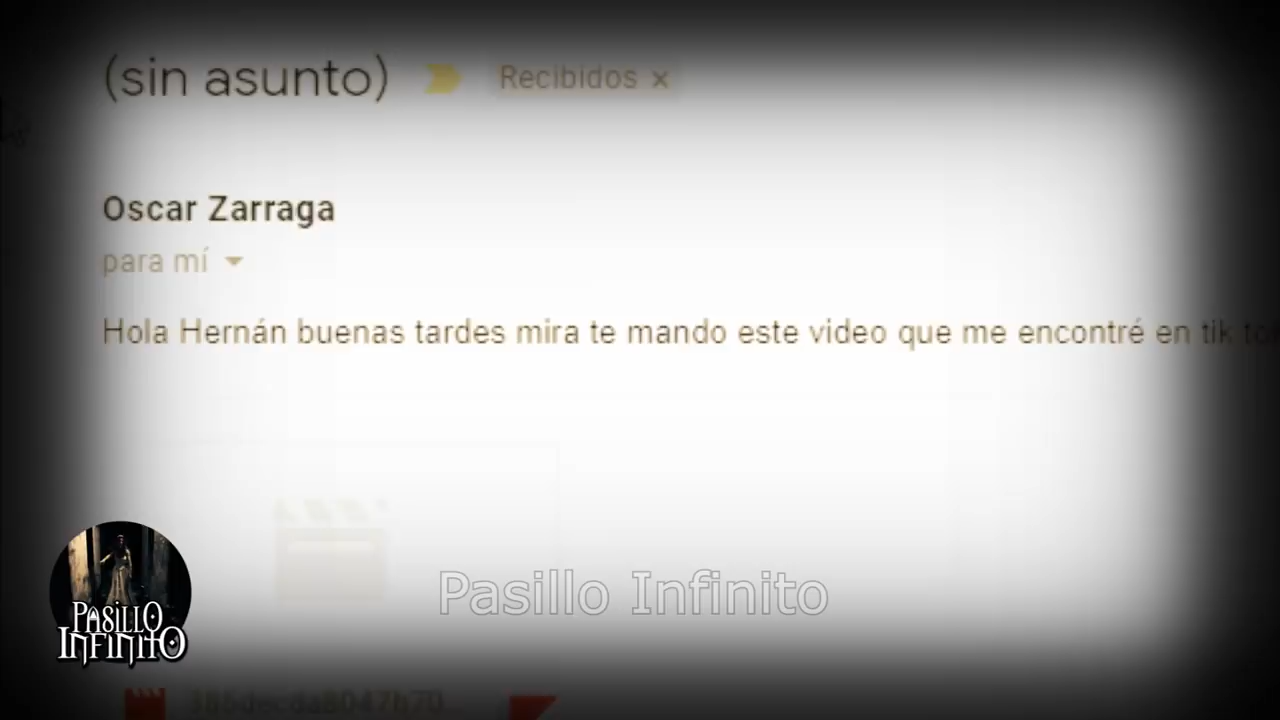 (sin asunto) Recibidos ×
Oscar Zarraga
para mí
Hola Hernán buenas tardes mira te mando este video que me encontré en tik
Pasillo Infinito
PASILLO
INFINITO